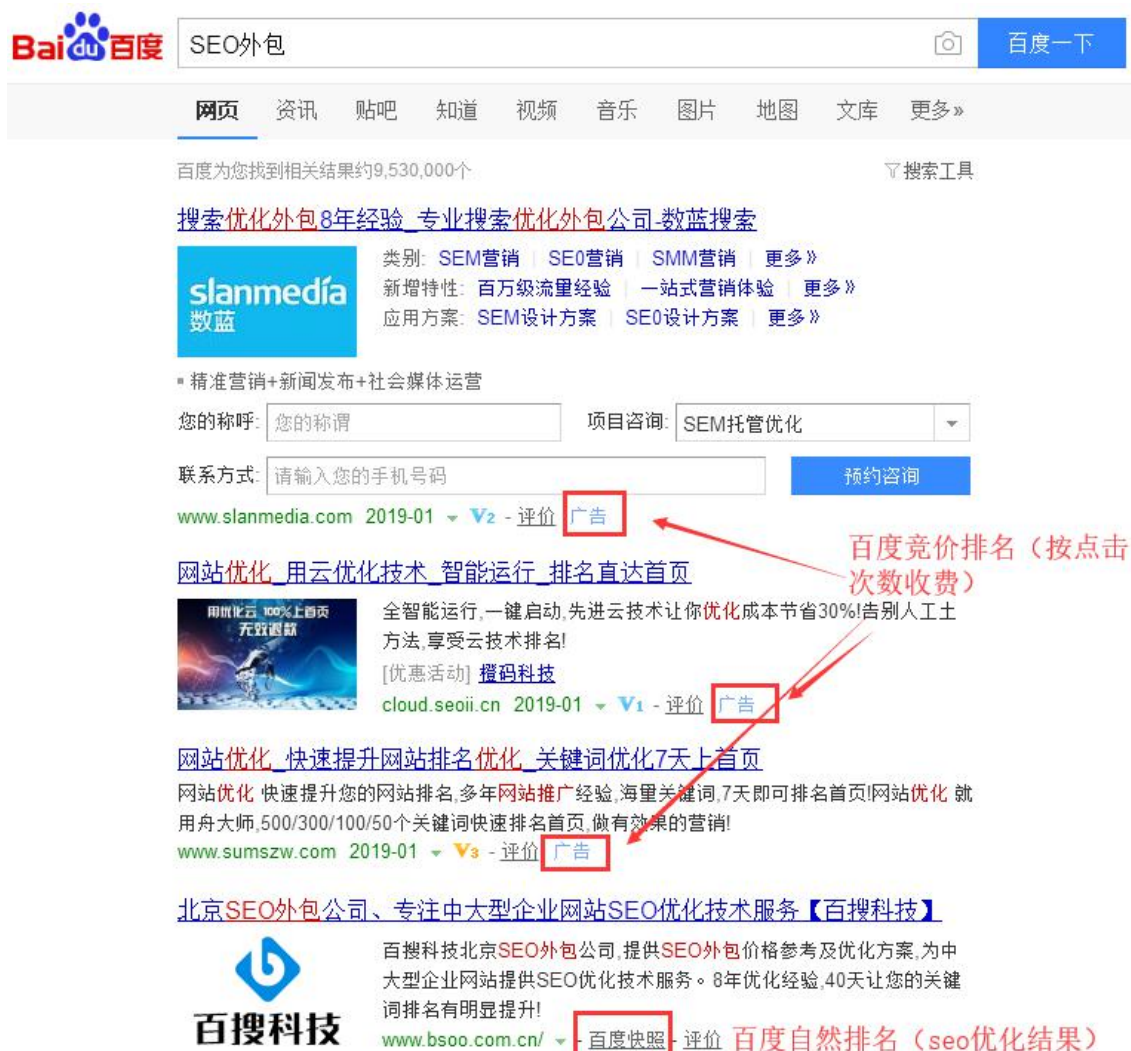 Bai du 百度 SEO外包 百度一下
网页 资讯 贴吧 知道 视频 音乐 图片 地图 文库 更多»
百度为您找到相关结果约9,530,000个 搜索工具
搜索优化外包8年经验_专业搜索优化外包公司-数蓝搜索
slanmedía
数蓝
类别: SEM营销 SE0营销 SMM营销 更多»
新增特性: 百万级流量经验 一站式营销体验 更多»
应用方案: SEM设计方案 SE0设计方案 更多»
▪ 精准营销+新闻发布+社会媒体运营
您的称呼: 您的称谓 项目咨询: SEM托管优化
联系方式: 请输入您的手机号码 预约咨询
www.slanmedia.com 2019-01 V2 - 评价 广告
百度竞价排名（按点击
次数收费）
网站优化_用云优化技术_智能运行_排名直达首页
用优化云 100%上首页
无效退款
全智能运行,一键启动,先进云技术让你优化成本节省30%!告别人工土
方法,享受云技术排名!
[优惠活动] 搜码科技
cloud.seoii.cn 2019-01 V1 - 评价 广告
网站优化_快速提升网站排名优化_关键词优化7天上首页
网站优化 快速提升您的网站排名,多年网站推广经验,海量关键词,7天即可排名首页!网站优化 就
用舟大师,500/300/100/50个关键词快速排名首页,做有效果的营销!
www.sumszw.com 2019-01 V3 - 评价 广告
北京SEO外包公司、专注中大型企业网站SEO优化技术服务【百搜科技】
百搜科技
百搜科技北京SEO外包公司,提供SEO外包价格参考及优化方案,为中
大型企业网站提供SEO优化技术服务。8年优化经验,40天让您的关键
词排名有明显提升!
www.bsoo.com.cn/ - 百度快照 - 评价 百度自然排名（seo优化结果）